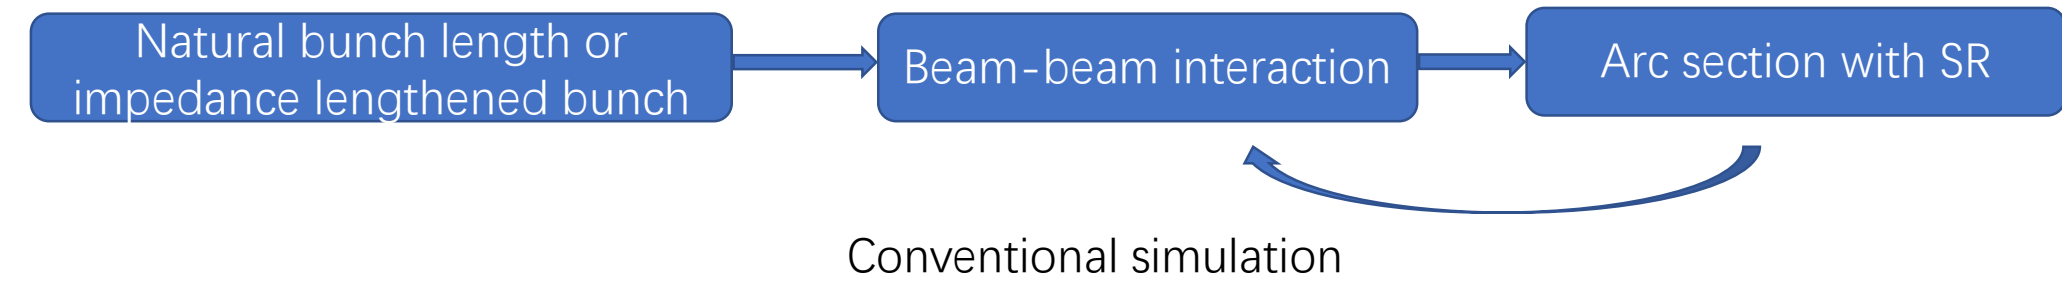 Natural bunch length or
impedance lengthened bunch
Beam-beam interaction
Arc section with SR
Conventional simulation